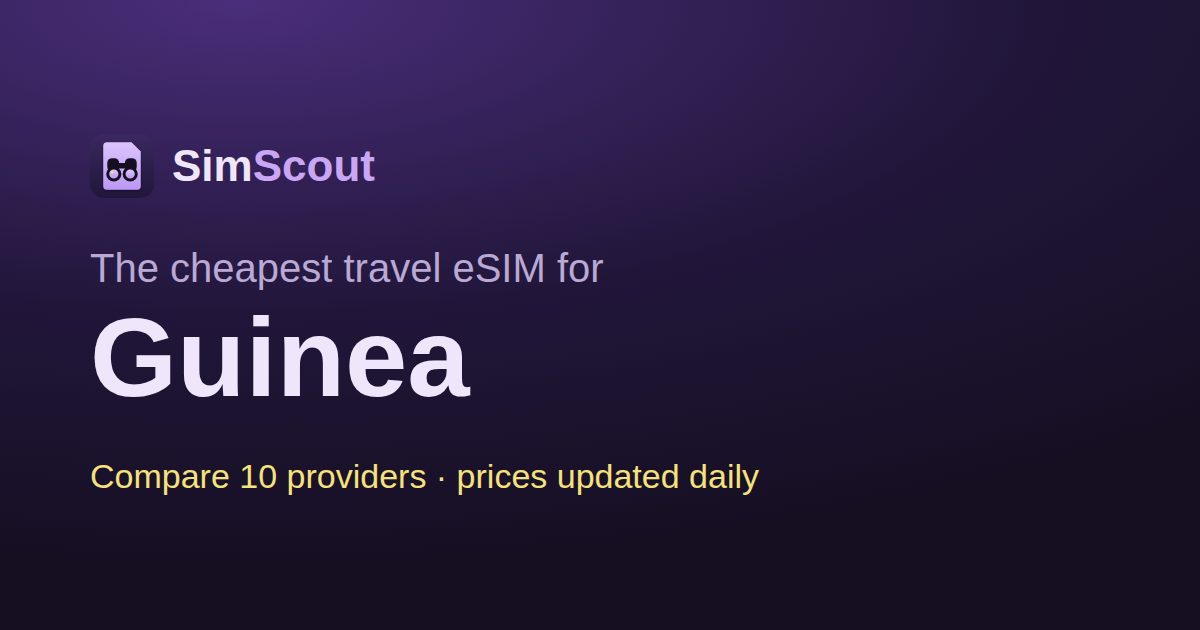 SimScout
The cheapest travel eSIM for
Guinea
Compare 10 providers · prices updated daily